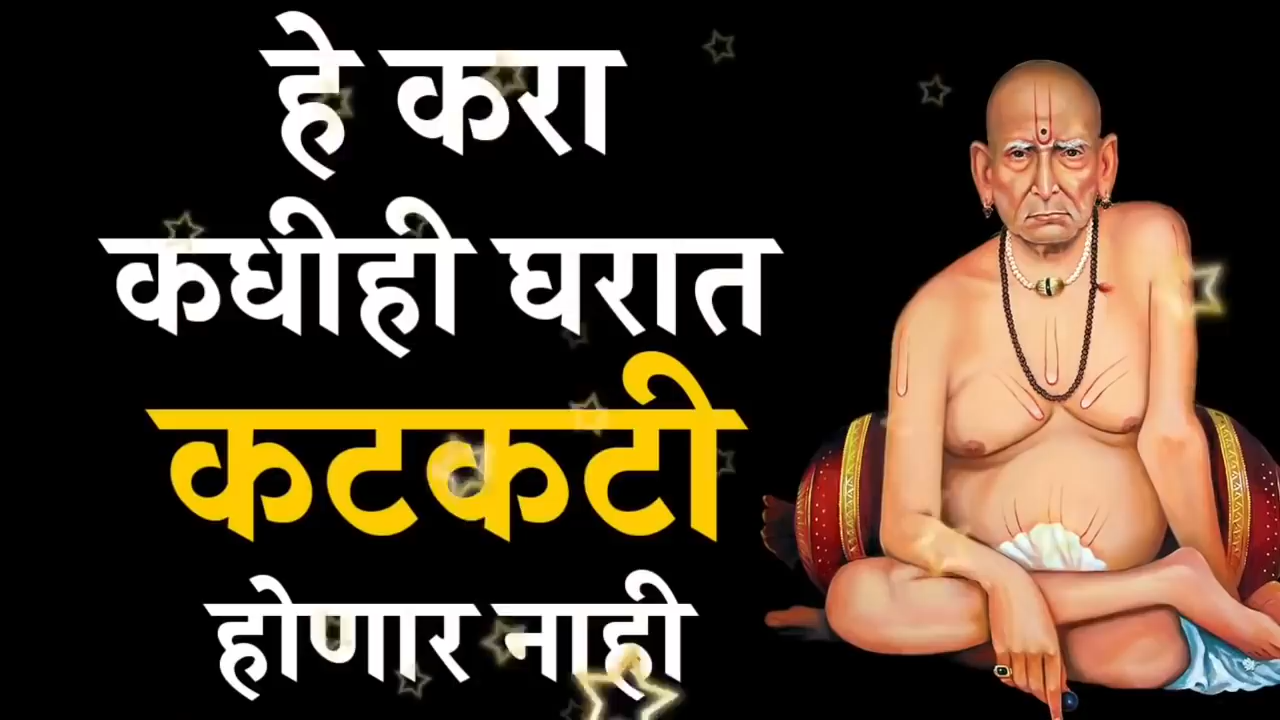 हे करा
कधीही घरात
कटकटी
होणार नाही